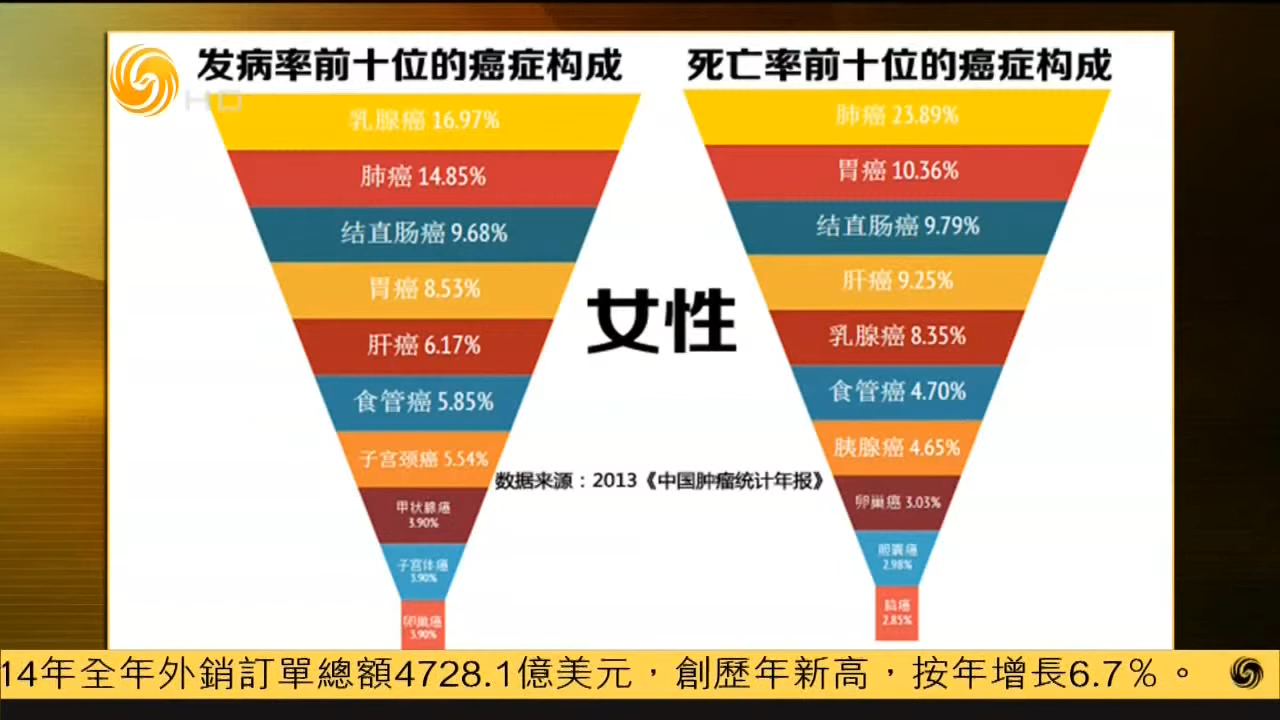 发病率前十位的癌症构成
HD
乳腺癌 16.97%
肺癌 14.85%
结直肠癌 9.68%
胃癌 8.53%
肝癌 6.17%
食管癌 5.85%
子宫颈癌 5.54%
甲状腺癌
3.90%
子宫体癌
3.90%
卵巢癌
3.90%
女性
数据来源：2013《中国肿瘤统计年报》
死亡率前十位的癌症构成
肺癌 23.89%
胃癌 10.36%
结直肠癌 9.79%
肝癌 9.25%
乳腺癌 8.35%
食管癌 4.70%
胰腺癌 4.65%
卵巢癌 3.03%
胆囊癌
2.98%
脑癌
2.85%
14年全年外銷訂單總額4728.1億美元，創歷年新高，按年增長6.7％。